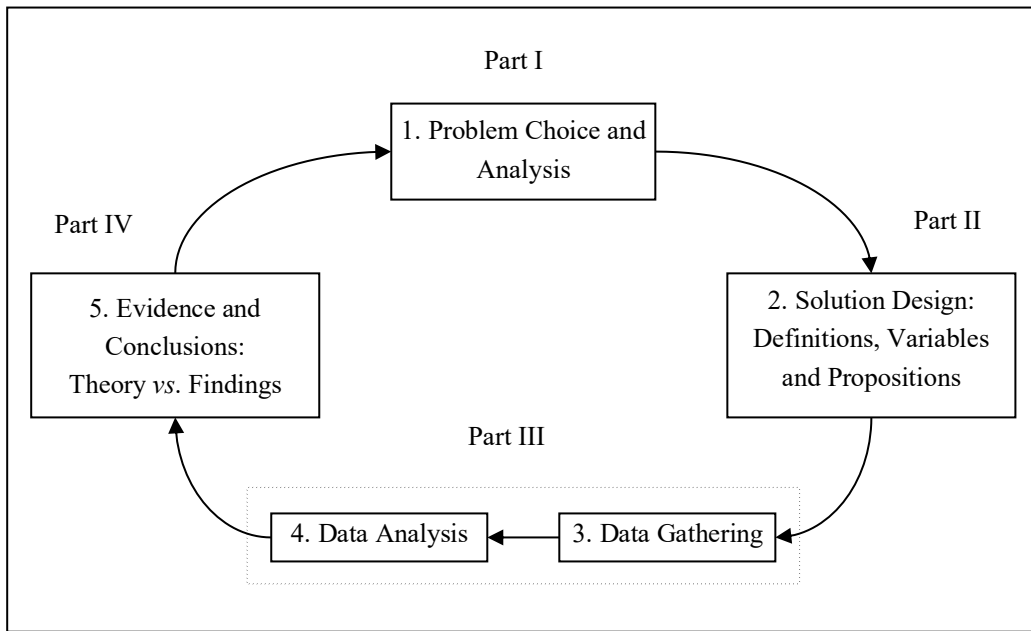 Part I
1. Problem Choice and
Analysis
Part II
2. Solution Design:
Definitions, Variables
and Propositions
Part III
3. Data Gathering
4. Data Analysis
Part IV
5. Evidence and
Conclusions:
Theory vs. Findings